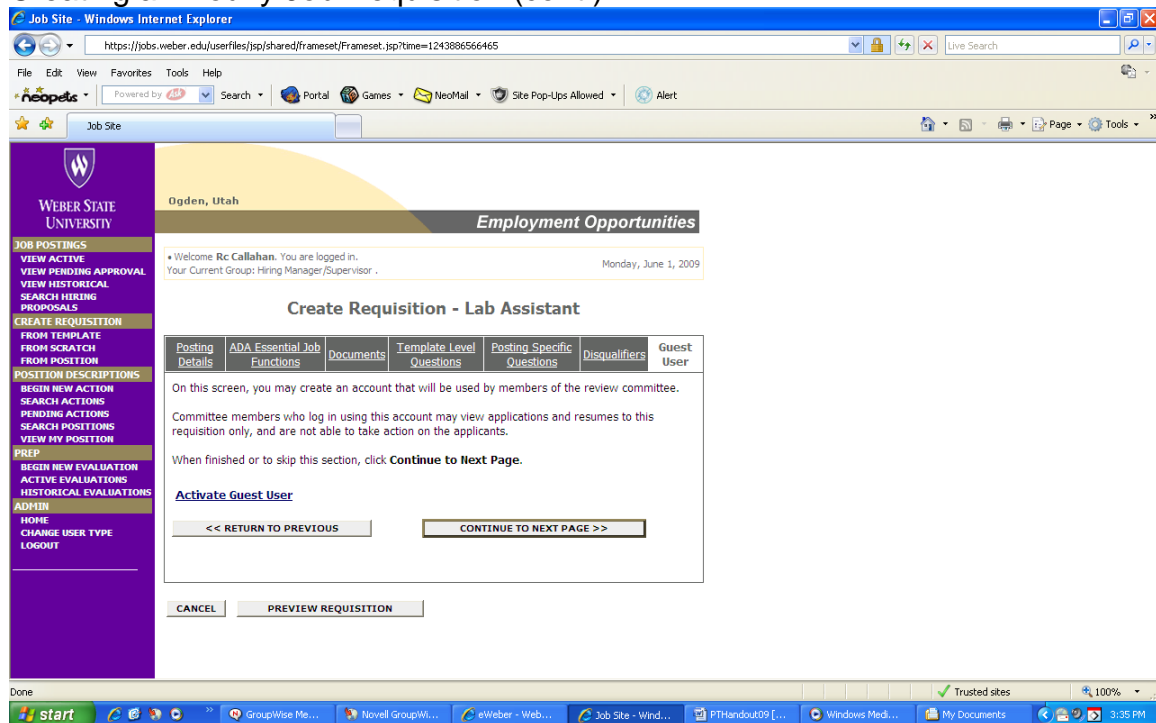 Job Site - Windows Internet Explorer
https://jobs.weber.edu/userfiles/jsp/shared/frameset/Frameset.jsp?time=1243886566465
Live Search
File Edit View Favorites Tools Help
neopets Powered by Search Portal Games NeoMail Site Pop-Ups Allowed Alert
Job Site Page Tools
WEBER STATE
UNIVERSITY
Ogden, Utah
Employment Opportunities
JOB POSTINGS
VIEW ACTIVE
VIEW PENDING APPROVAL
VIEW HISTORICAL
SEARCH HIRING
PROPOSALS
CREATE REQUISITION
FROM TEMPLATE
FROM SCRATCH
FROM POSITION
POSITION DESCRIPTIONS
BEGIN NEW ACTION
SEARCH ACTIONS
PENDING ACTIONS
SEARCH POSITIONS
VIEW MY POSITION
PREP
BEGIN NEW EVALUATION
ACTIVE EVALUATIONS
HISTORICAL EVALUATIONS
ADMIN
HOME
CHANGE USER TYPE
LOGOUT
• Welcome Rc Callahan. You are logged in.
Your Current Group: Hiring Manager/Supervisor .
Monday, June 1, 2009
Create Requisition - Lab Assistant
Posting Details
ADA Essential Job Functions
Documents
Template Level Questions
Posting Specific Questions
Disqualifiers
Guest User
On this screen, you may create an account that will be used by members of the review committee.
Committee members who log in using this account may view applications and resumes to this
requisition only, and are not able to take action on the applicants.
When finished or to skip this section, click Continue to Next Page.
Activate Guest User
<< RETURN TO PREVIOUS
CONTINUE TO NEXT PAGE >>
CANCEL
PREVIEW REQUISITION
Done Trusted sites 100%
start GroupWise Me... Novell GroupWi... eWeber - Web... Job Site - Wind... PTHandout09 [... Windows Medi... My Documents 3:35 PM